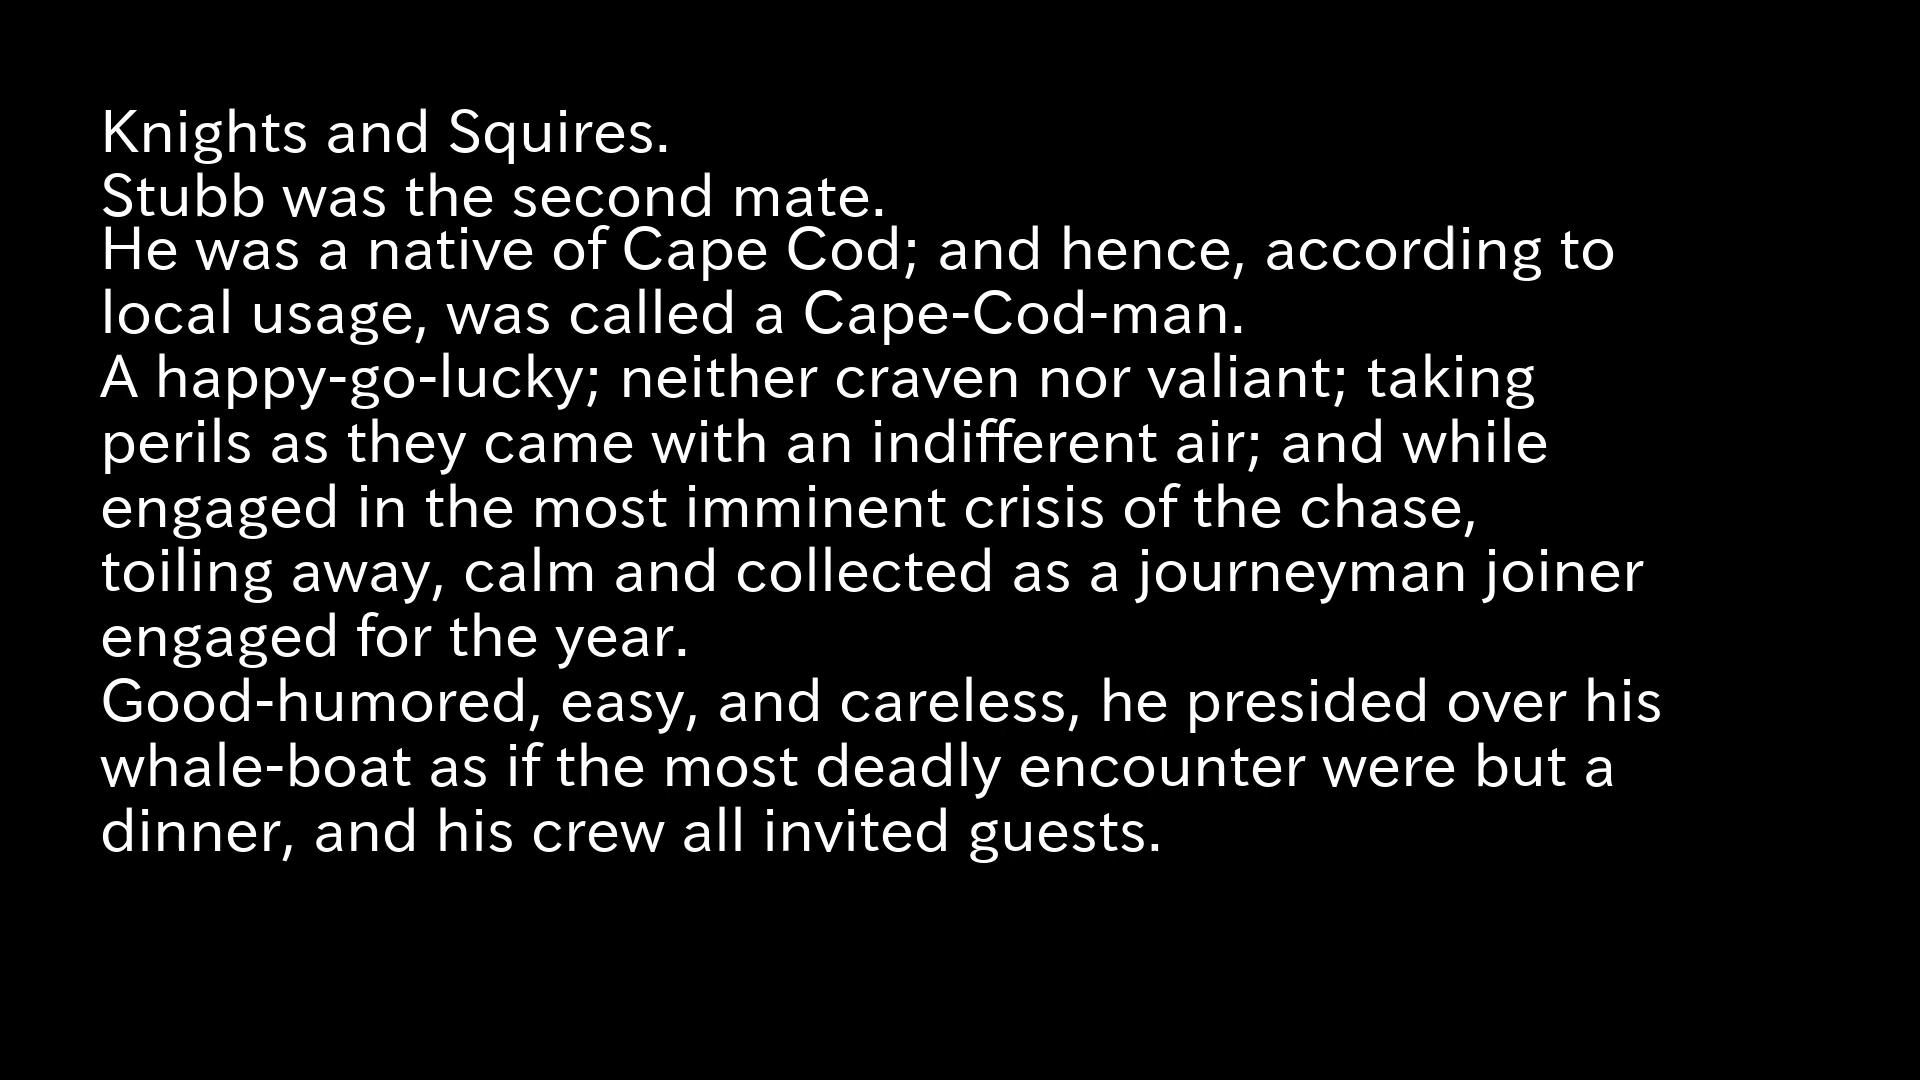 Knights and Squires.
Stubb was the second mate.
He was a native of Cape Cod; and hence, according to
local usage, was called a Cape-Cod-man.
A happy-go-lucky; neither craven nor valiant; taking
perils as they came with an indifferent air; and while
engaged in the most imminent crisis of the chase,
toiling away, calm and collected as a journeyman joiner
engaged for the year.
Good-humored, easy, and careless, he presided over his
whale-boat as if the most deadly encounter were but a
dinner, and his crew all invited guests.